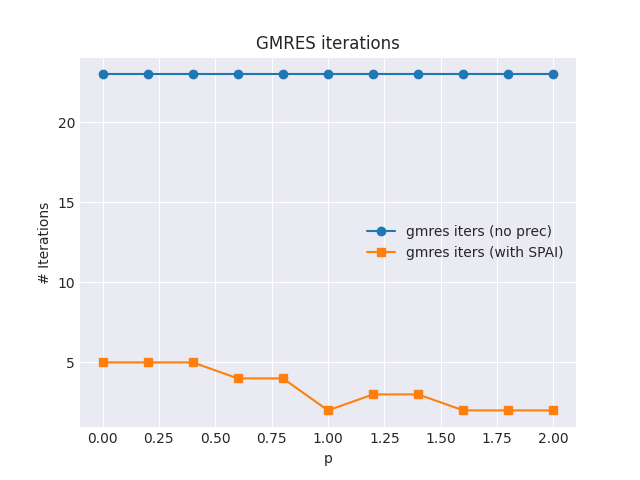 GMRES iterations
# Iterations
20
15
10
5
gmres iters (no prec)
gmres iters (with SPAI)
0.00 0.25 0.50 0.75 1.00 1.25 1.50 1.75 2.00
p